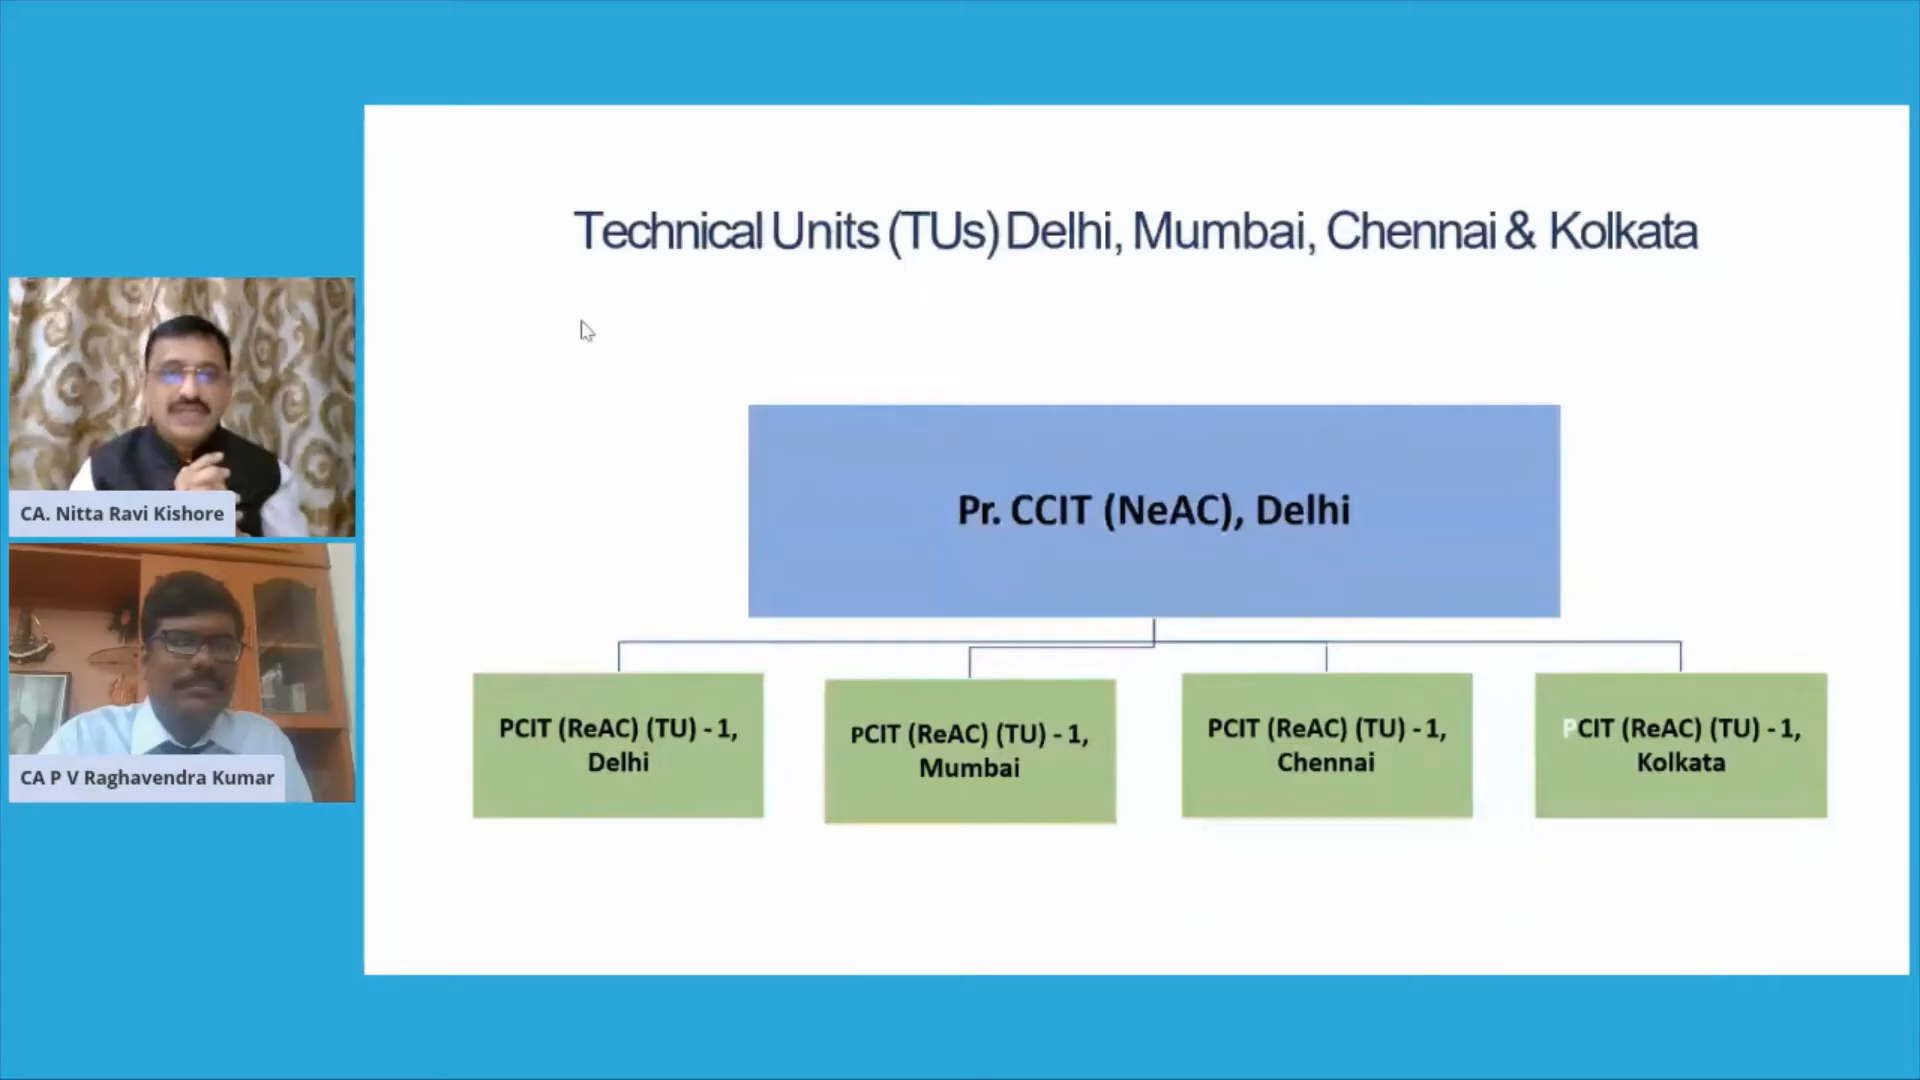 Technical Units (TUs) Delhi, Mumbai, Chennai & Kolkata
CA. Nitta Ravi Kishore
CA P V Raghavendra Kumar
Pr. CCIT (NeAC), Delhi
PCIT (ReAC) (TU) - 1,
Delhi
PCIT (ReAC) (TU) - 1,
Mumbai
PCIT (ReAC) (TU) - 1,
Chennai
PCIT (ReAC) (TU) - 1,
Kolkata